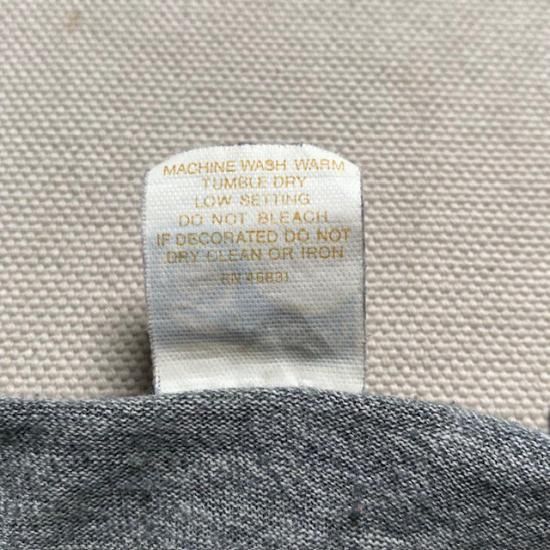 MACHINE WASH WARM
TUMBLE DRY
LOW SETTING
DO NOT BLEACH
IF DECORATED DO NOT
DRY CLEAN OR IRON
RN 46831